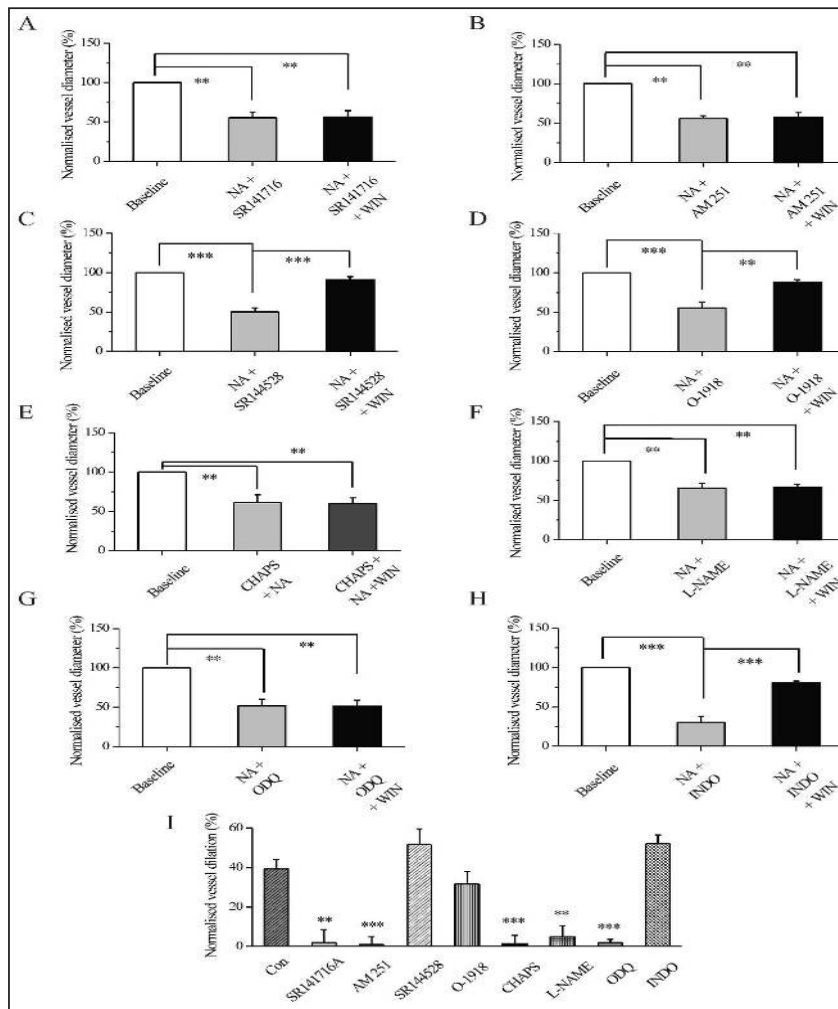 A
Normalised vessel diameter (%)
150
100
50
0
**
**
Baseline
NA +
SR141716
NA +
SR141716
+ WIN
B
Normalised vessel diameter (%)
150
100
50
0
**
**
Baseline
NA +
AM 251
NA +
AM 251
+ WIN
C
Normalised vessel diameter (%)
150
100
50
0
***
***
Baseline
NA +
SR144528
NA +
SR144528
+ WIN
D
Normalised vessel diameter (%)
150
100
50
0
***
**
Baseline
NA +
O-1918
NA +
O-1918
+ WIN
E
Normalised vessel diameter (%)
150
100
50
0
**
**
Baseline
CHAPS
+ NA
CHAPS +
NA + WIN
F
Normalised vessel diameter (%)
150
100
50
0
**
**
Baseline
NA +
L-NAME
NA +
L-NAME
+ WIN
G
Normalised vessel diameter (%)
150
100
50
0
**
**
Baseline
NA +
ODQ
NA +
ODQ
+ WIN
H
Normalised vessel diameter (%)
150
100
50
0
***
***
Baseline
NA +
INDO
NA +
INDO
+ WIN
I
Normalised vessel dilation (%)
60
40
20
0
**
***
***
**
***
Con
SR141716A
AM 251
SR144528
O-1918
CHAPS
L-NAME
ODQ
INDO